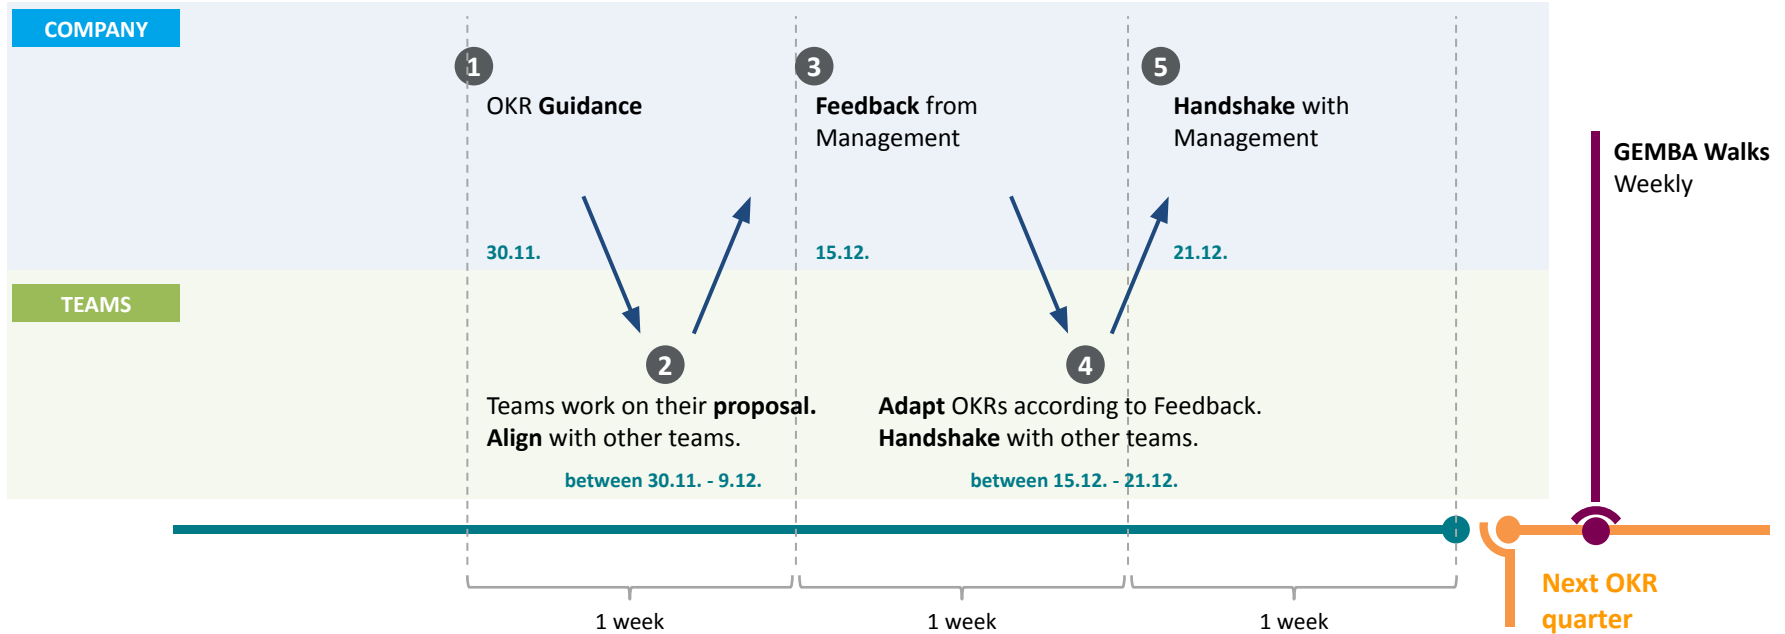 COMPANY
1
OKR Guidance
30.11.
3
Feedback from
Management
15.12.
5
Handshake with
Management
21.12.
GEMBA Walks
Weekly
TEAMS
2
Teams work on their proposal.
Align with other teams.
between 30.11. - 9.12.
4
Adapt OKRs according to Feedback.
Handshake with other teams.
between 15.12. - 21.12.
1 week
1 week
1 week
Next OKR
quarter